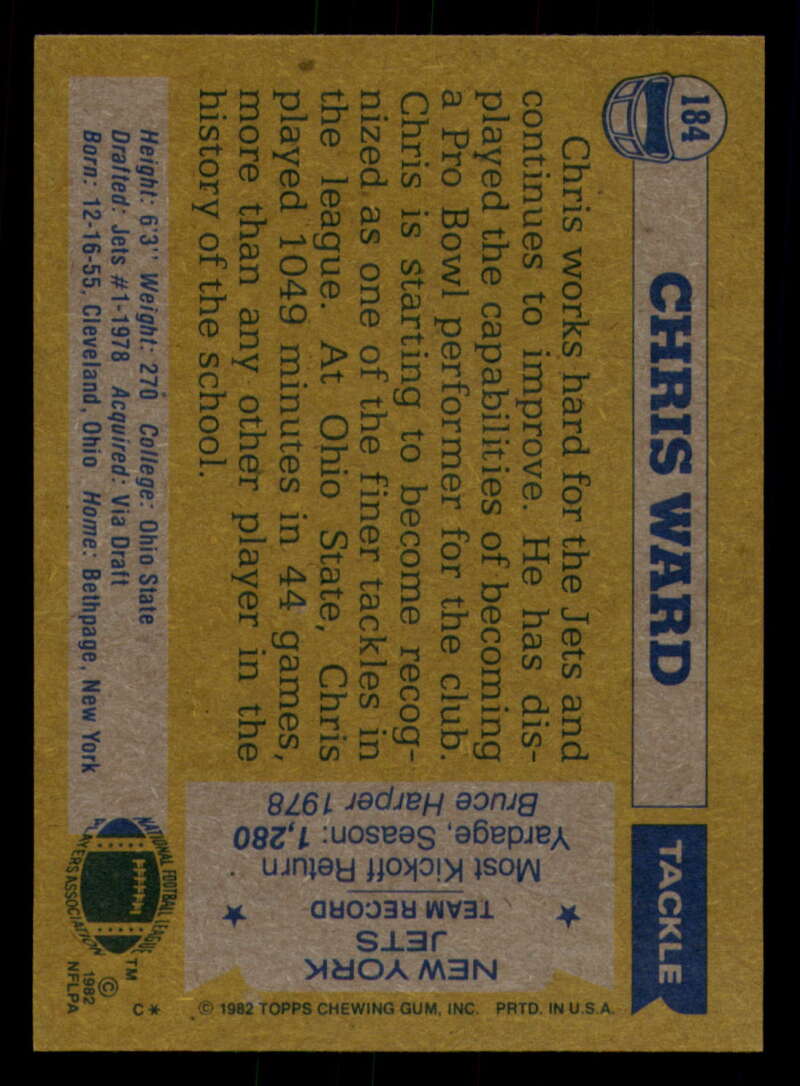 184
CHRIS WARD
TACKLE
Chris works hard for the Jets and
continues to improve. He has dis-
played the capabilities of becoming
a Pro Bowl performer for the club.
Chris is starting to become recog-
nized as one of the finer tackles in
the league. At Ohio State, Chris
played 1049 minutes in 44 games,
more than any other player in the
history of the school.
Height: 6'3" Weight: 270 College: Ohio State
Drafted: Jets #1-1978 Acquired: Via Draft
Born: 12-16-55, Cleveland, Ohio Home: Bethpage, New York
NEW YORK
JETS
TEAM RECORD
Most Kickoff Return
Yardage, Season: 1,280
Bruce Harper 1978
NATIONAL FOOTBALL LEAGUE
PLAYERS ASSOCIATION
TM
© 1982
NFLPA
C*
© 1982 TOPPS CHEWING GUM, INC. PRTD. IN U.S.A.